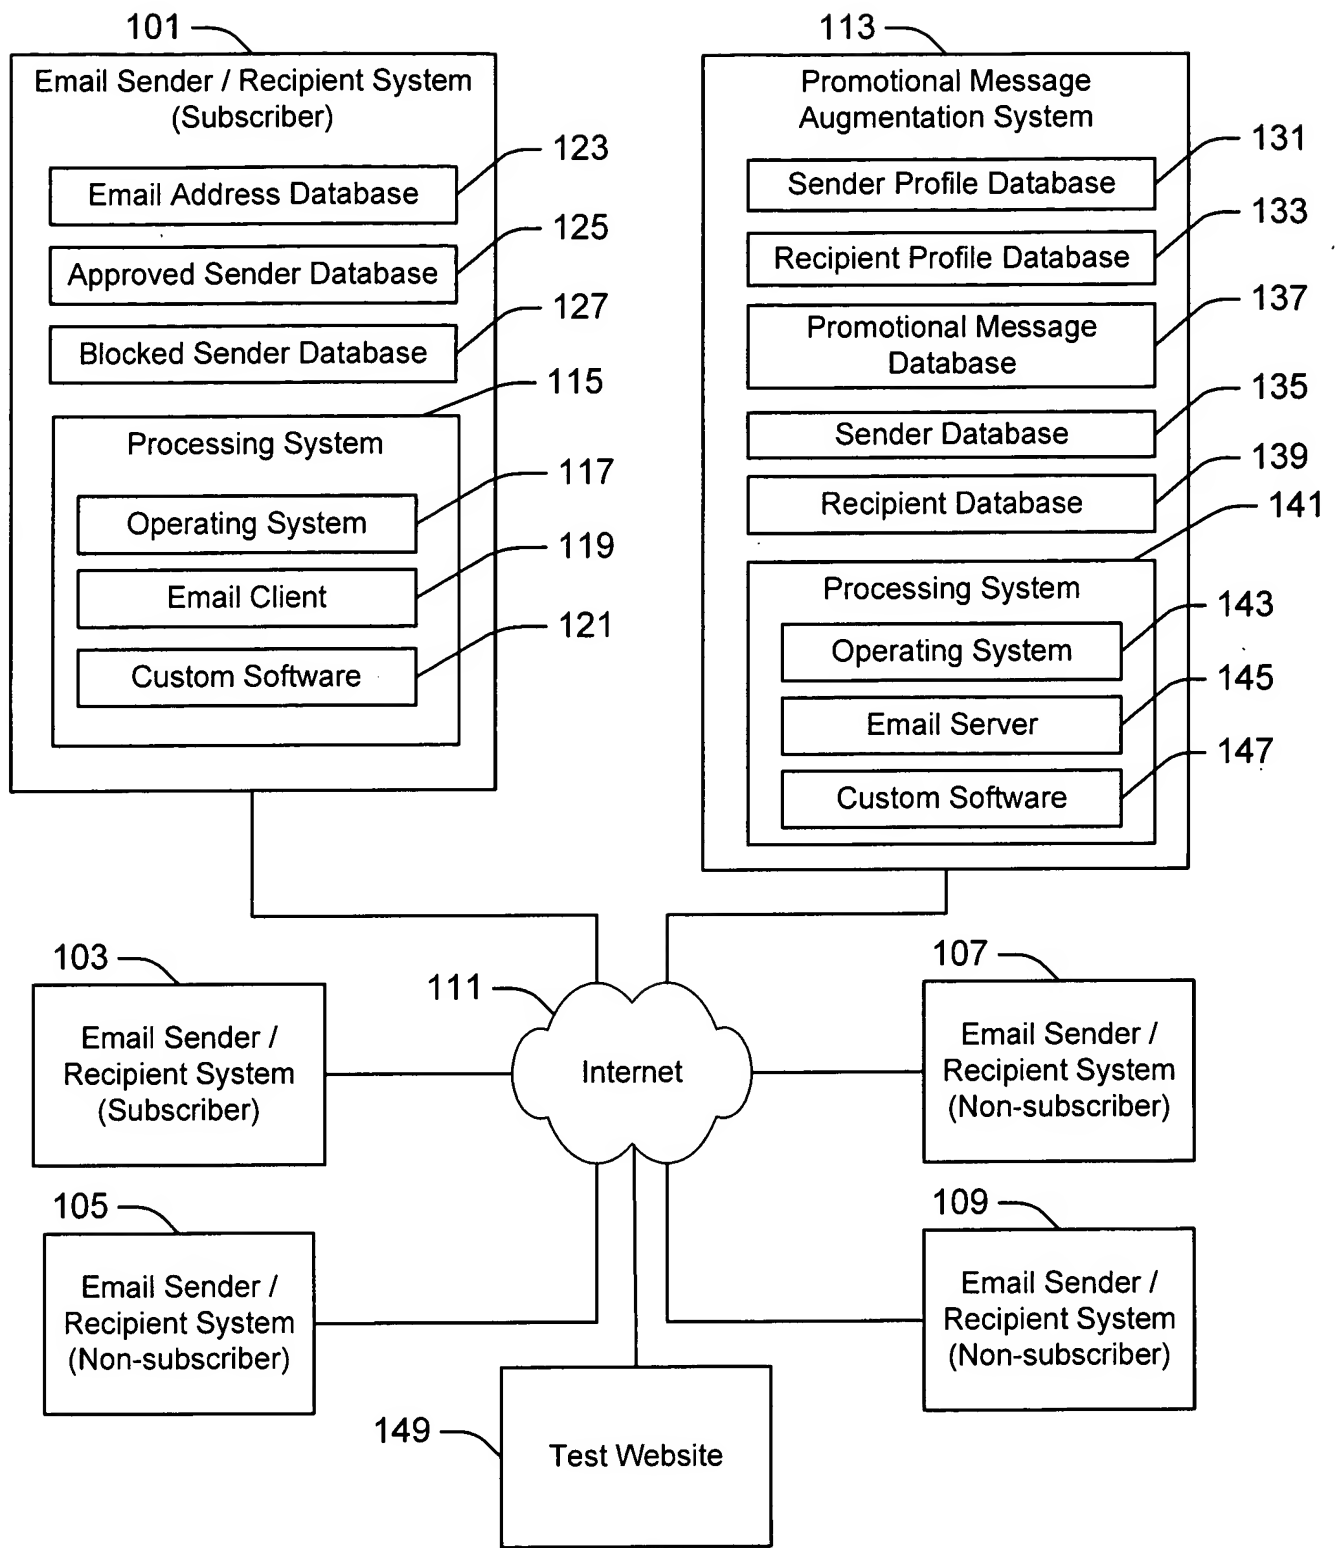 101
Email Sender / Recipient System
(Subscriber)
123
Email Address Database
125
Approved Sender Database
127
Blocked Sender Database
115
Processing System
117
Operating System
119
Email Client
121
Custom Software
113
Promotional Message
Augmentation System
131
Sender Profile Database
133
Recipient Profile Database
137
Promotional Message
Database
135
Sender Database
139
Recipient Database
141
Processing System
143
Operating System
145
Email Server
147
Custom Software
103
Email Sender /
Recipient System
(Subscriber)
111
Internet
107
Email Sender /
Recipient System
(Non-subscriber)
105
Email Sender /
Recipient System
(Non-subscriber)
109
Email Sender /
Recipient System
(Non-subscriber)
149
Test Website